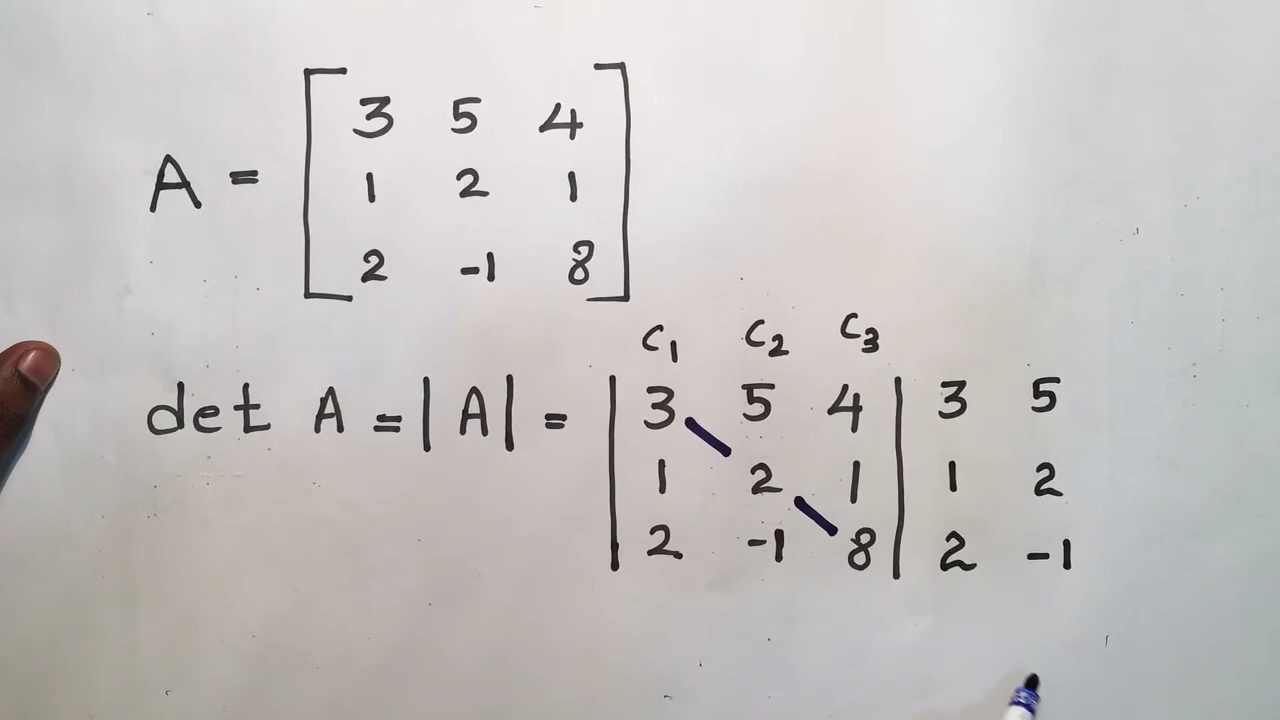 3 5 4
A = 1 2 1
2 -1 8
C1 C2 C3
3 5 4 | 3 5
det A = |A| = | 1 2 1 | 1 2
2 -1 8 | 2 -1